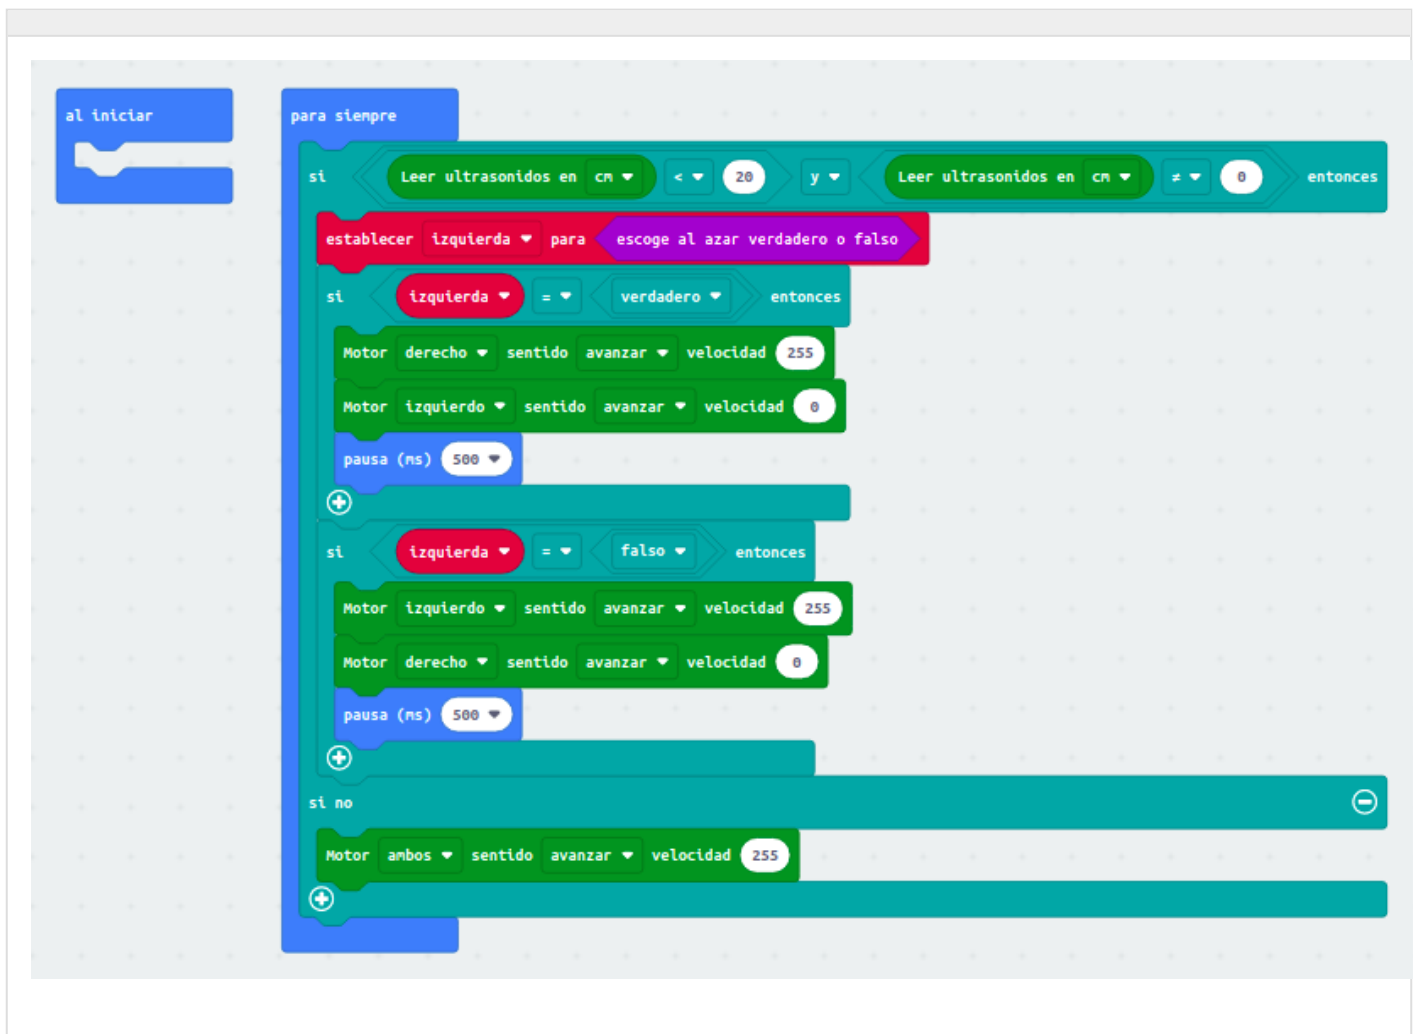 al iniciar
para siempre
si Leer ultrasonidos en cm < 20 y Leer ultrasonidos en cm ≠ 0 entonces
establecer izquierda para escoge al azar verdadero o falso
si izquierda = verdadero entonces
Motor derecho sentido avanzar velocidad 255
Motor izquierdo sentido avanzar velocidad 0
pausa (ms) 500
si izquierda = falso entonces
Motor izquierdo sentido avanzar velocidad 255
Motor derecho sentido avanzar velocidad 0
pausa (ms) 500
si no
Motor ambos sentido avanzar velocidad 255